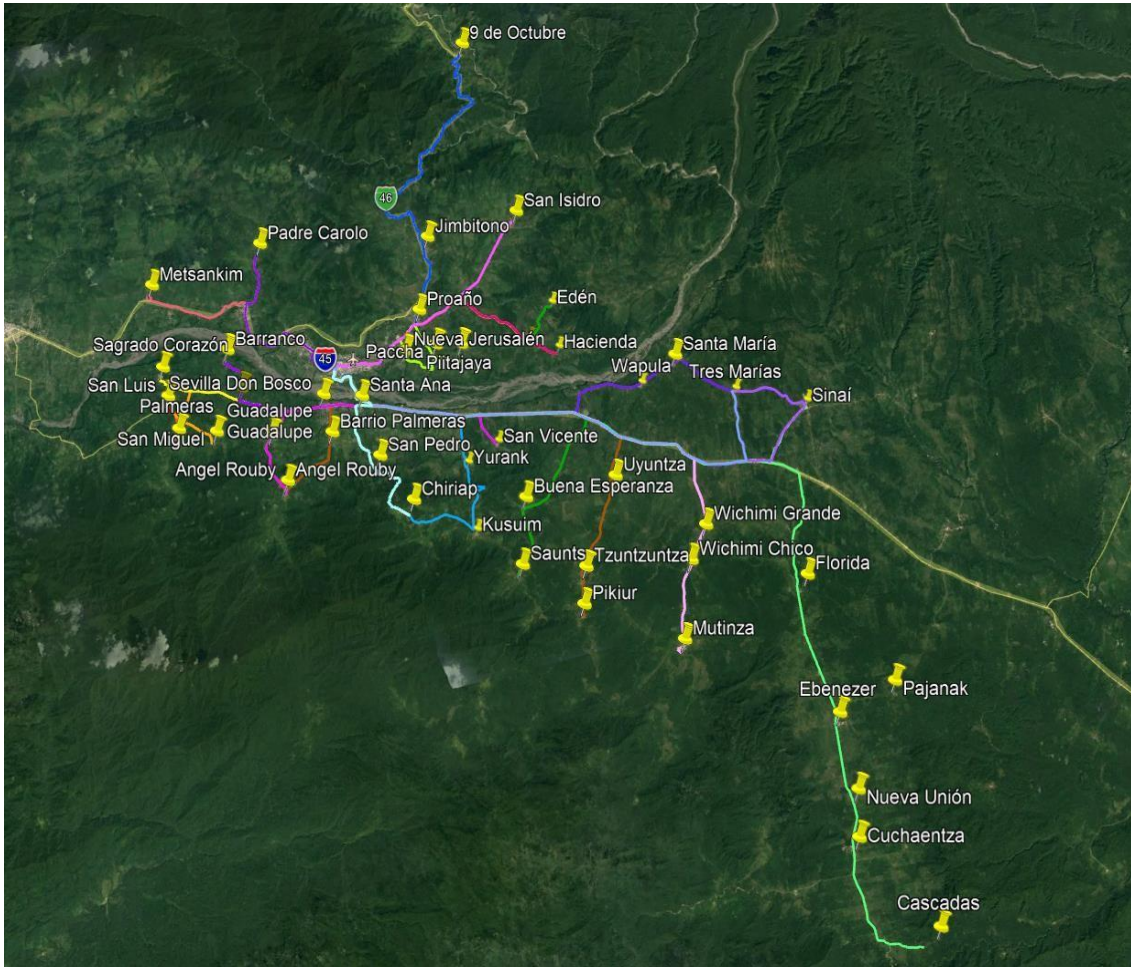 9 de Octubre
46
San Isidro
Jimbitono
Padre Carolo
Metsankim
Edén
Proaño
Barranco
Nueva Jerusalén
Hacienda
Sagrado Corazón
45
Paccha
Piitajaya
Santa María
Wapula
Tres Marías
San Luis
Sevilla Don Bosco
Santa Ana
Sinaí
Palmeras
Guadalupe
Barrio Palmeras
San Miguel
Guadalupe
San Vicente
San Pedro
Yurank
Angel Rouby
Angel Rouby
Uyuntza
Chiriap
Buena Esperanza
Kusuim
Wichimi Grande
Saunts
Tzuntzuntza
Wichimi Chico
Florida
Pikiur
Mutinza
Ebenezer
Pajanak
Nueva Unión
Cuchaentza
Cascadas